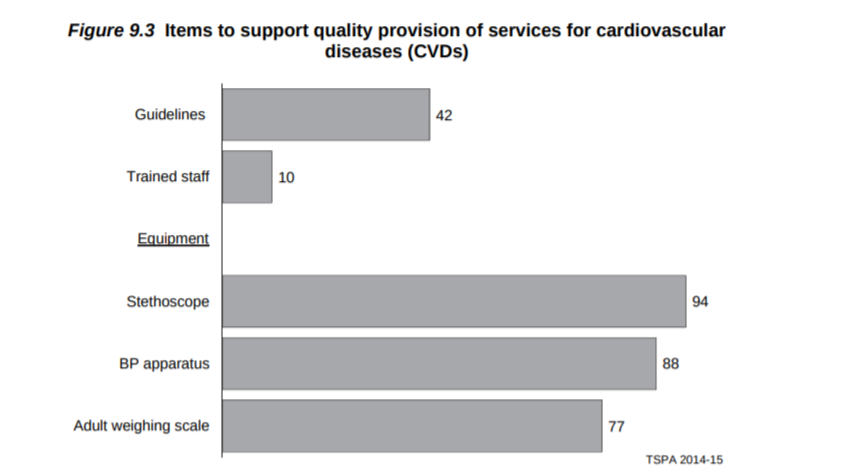 Figure 9.3 Items to support quality provision of services for cardiovascular
diseases (CVDs)
Guidelines 42
Trained staff 10
Equipment
Stethoscope 94
BP apparatus 88
Adult weighing scale 77
TSPA 2014-15